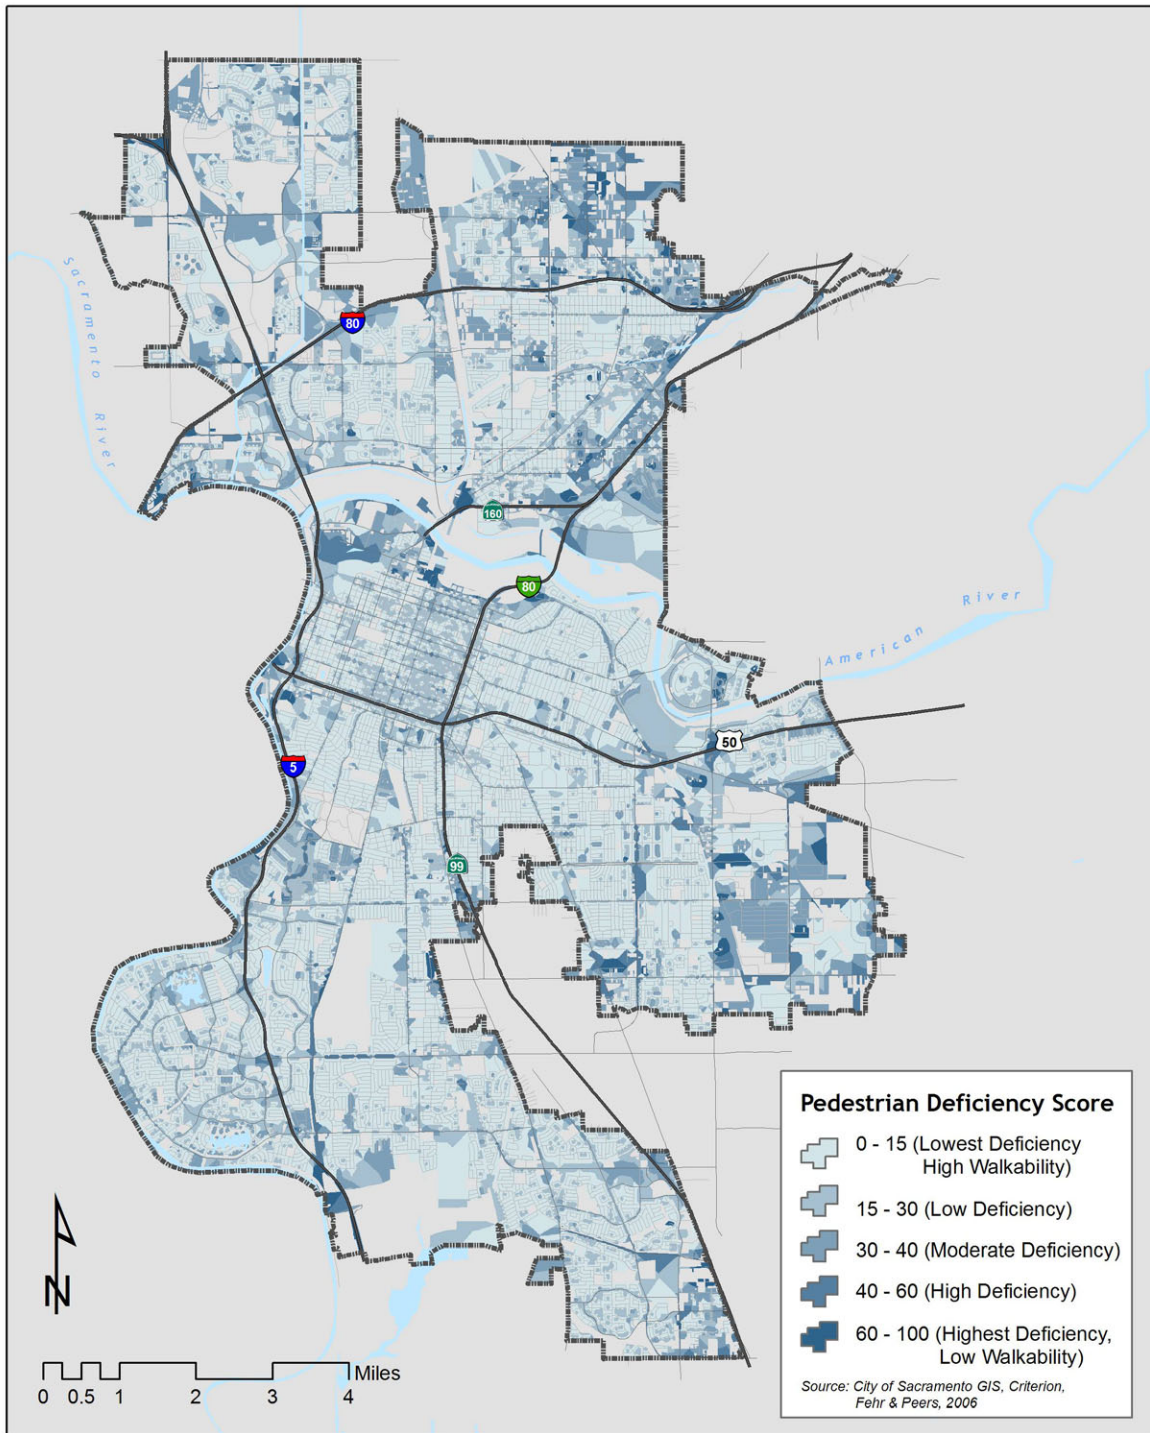 Sacramento River
80
160
80
River
American
50
5
99
Pedestrian Deficiency Score
0 - 15 (Lowest Deficiency
High Walkability)
15 - 30 (Low Deficiency)
30 - 40 (Moderate Deficiency)
40 - 60 (High Deficiency)
60 - 100 (Highest Deficiency,
Low Walkability)
Source: City of Sacramento GIS, Criterion,
Fehr & Peers, 2006
N
Miles
0 0.5 1 2 3 4